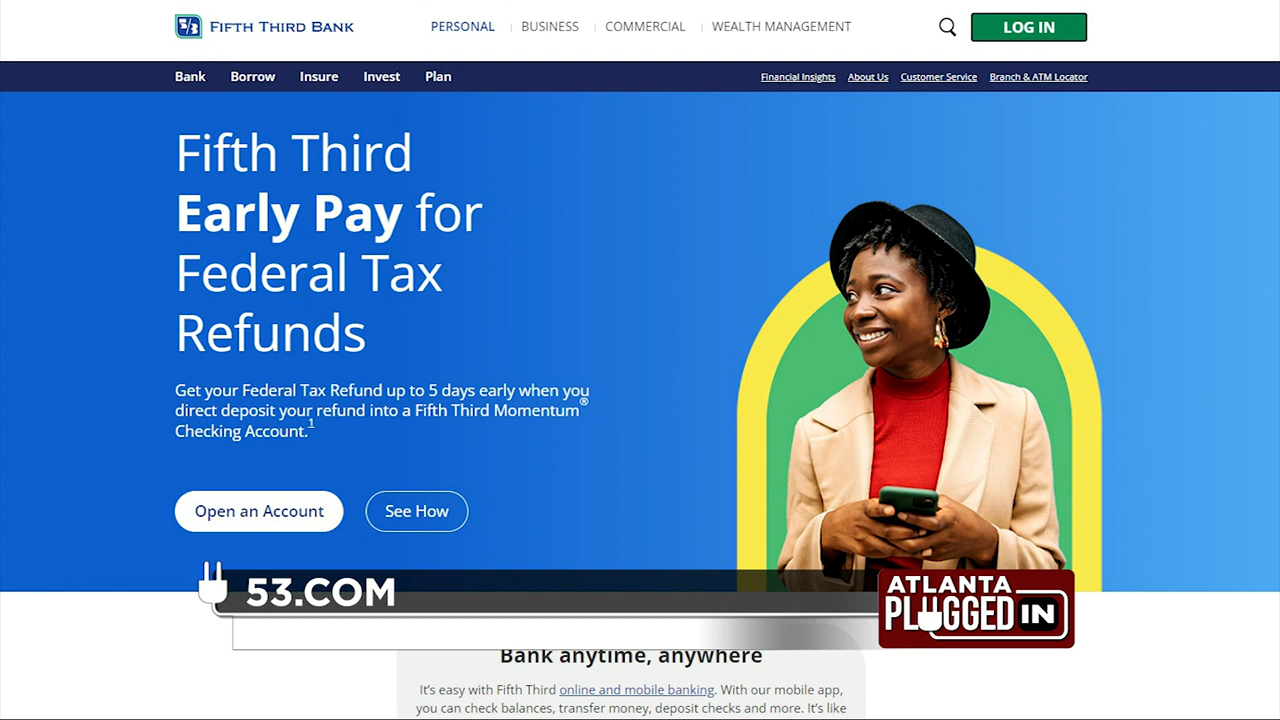 FIFTH THIRD BANK
PERSONAL BUSINESS COMMERCIAL WEALTH MANAGEMENT
LOG IN
Bank Borrow Insure Invest Plan
Financial Insights About Us Customer Service Branch & ATM Locator
Fifth Third
Early Pay for
Federal Tax
Refunds
Get your Federal Tax Refund up to 5 days early when you
direct deposit your refund into a Fifth Third Momentum®
Checking Account.1
Open an Account See How
53.COM
ATLANTA
PLUGGED IN
Bank anytime, anywhere
It's easy with Fifth Third online and mobile banking. With our mobile app,
you can check balances, transfer money, deposit checks and more. It's like